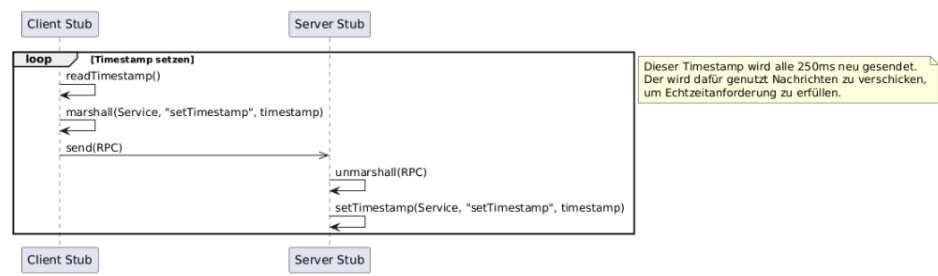 Client Stub
Server Stub
loop
[Timestamp setzen]
Dieser Timestamp wird alle 250ms neu gesendet.
Der wird dafür genutzt Nachrichten zu verschicken,
um Echtzeitanforderung zu erfüllen.
readTimestamp()
marshall(Service, "setTimestamp", timestamp)
send(RPC)
unmarshall(RPC)
setTimestamp(Service, "setTimestamp", timestamp)
Client Stub
Server Stub